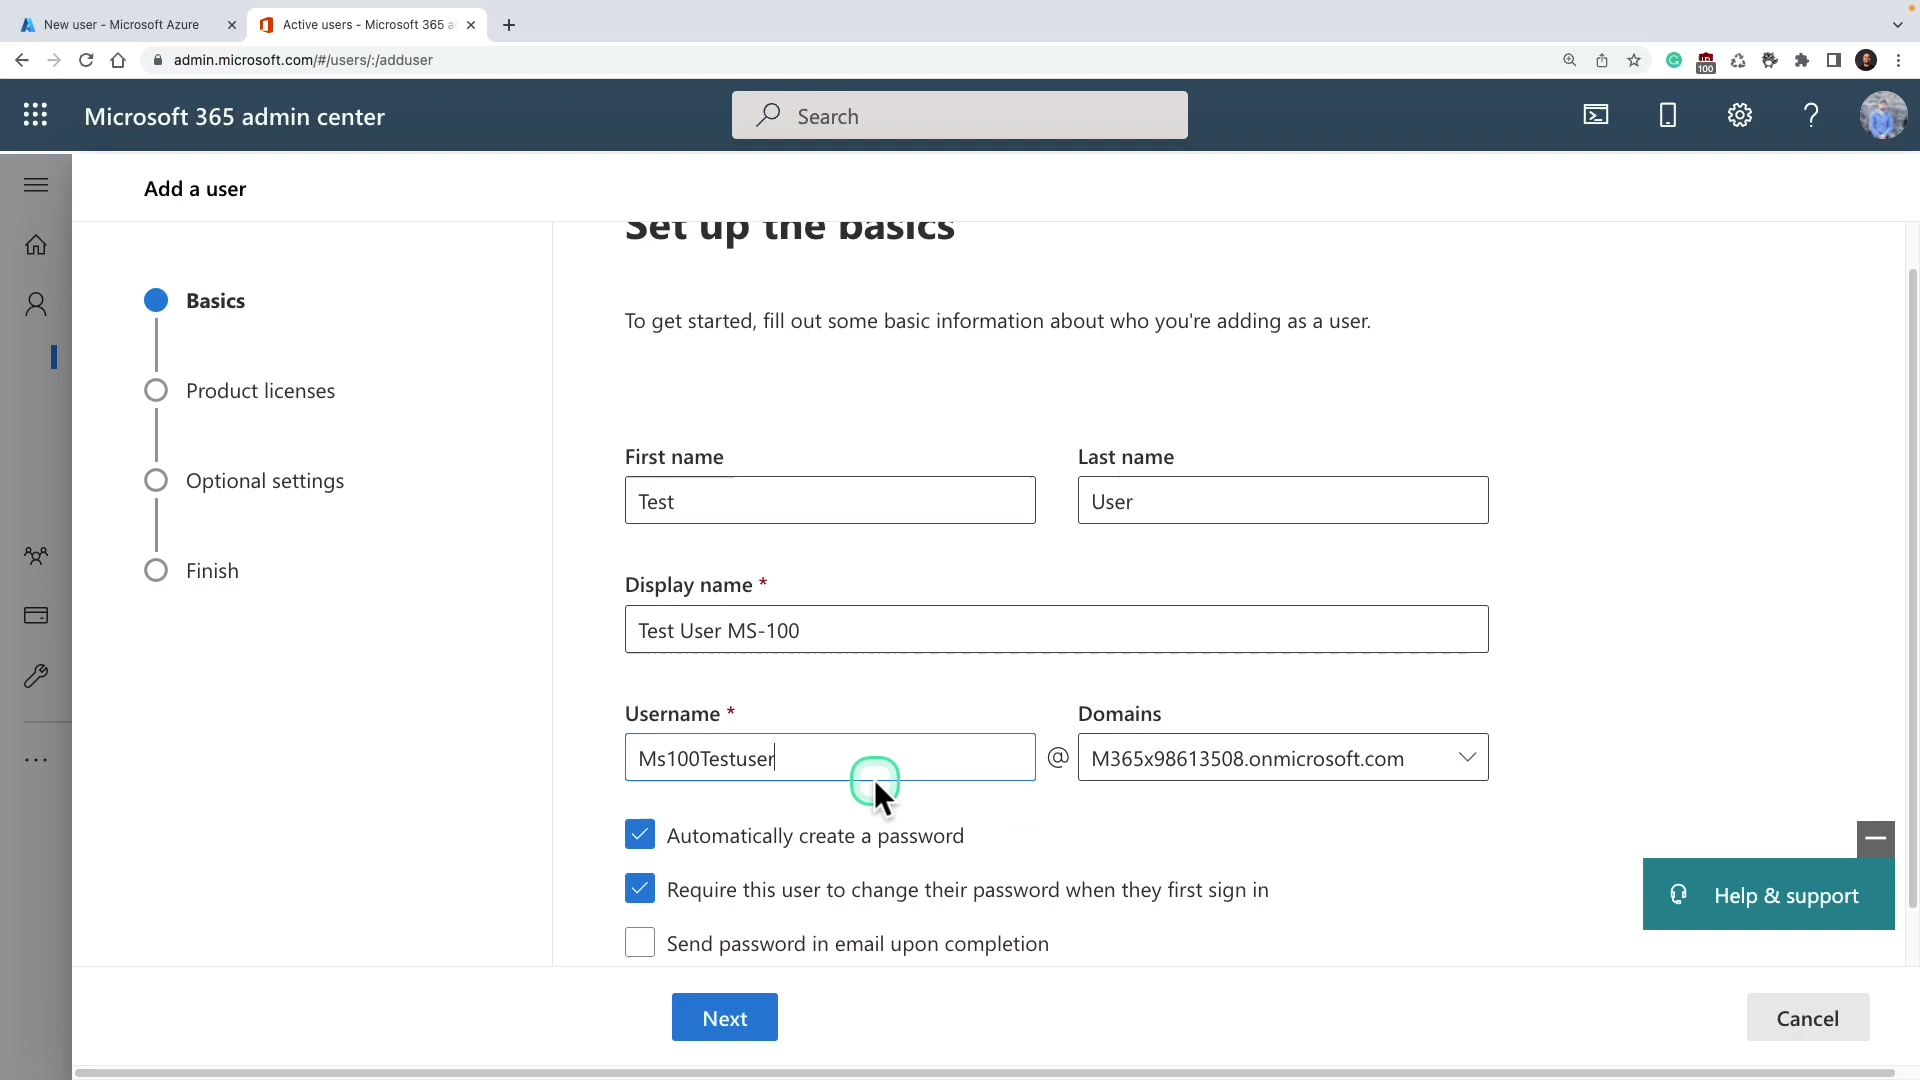 New user - Microsoft Azure
Active users - Microsoft 365 a
admin.microsoft.com/#/users/:/adduser
100
Microsoft 365 admin center
Search
Add a user
Set up the basics
Basics
To get started, fill out some basic information about who you're adding as a user.
Product licenses
First name
Last name
Optional settings
Test
User
Finish
Display name *
Test User MS-100
Username *
Domains
Ms100Testuser
@
M365x98613508.onmicrosoft.com
Automatically create a password
Require this user to change their password when they first sign in
Help & support
Send password in email upon completion
Next
Cancel